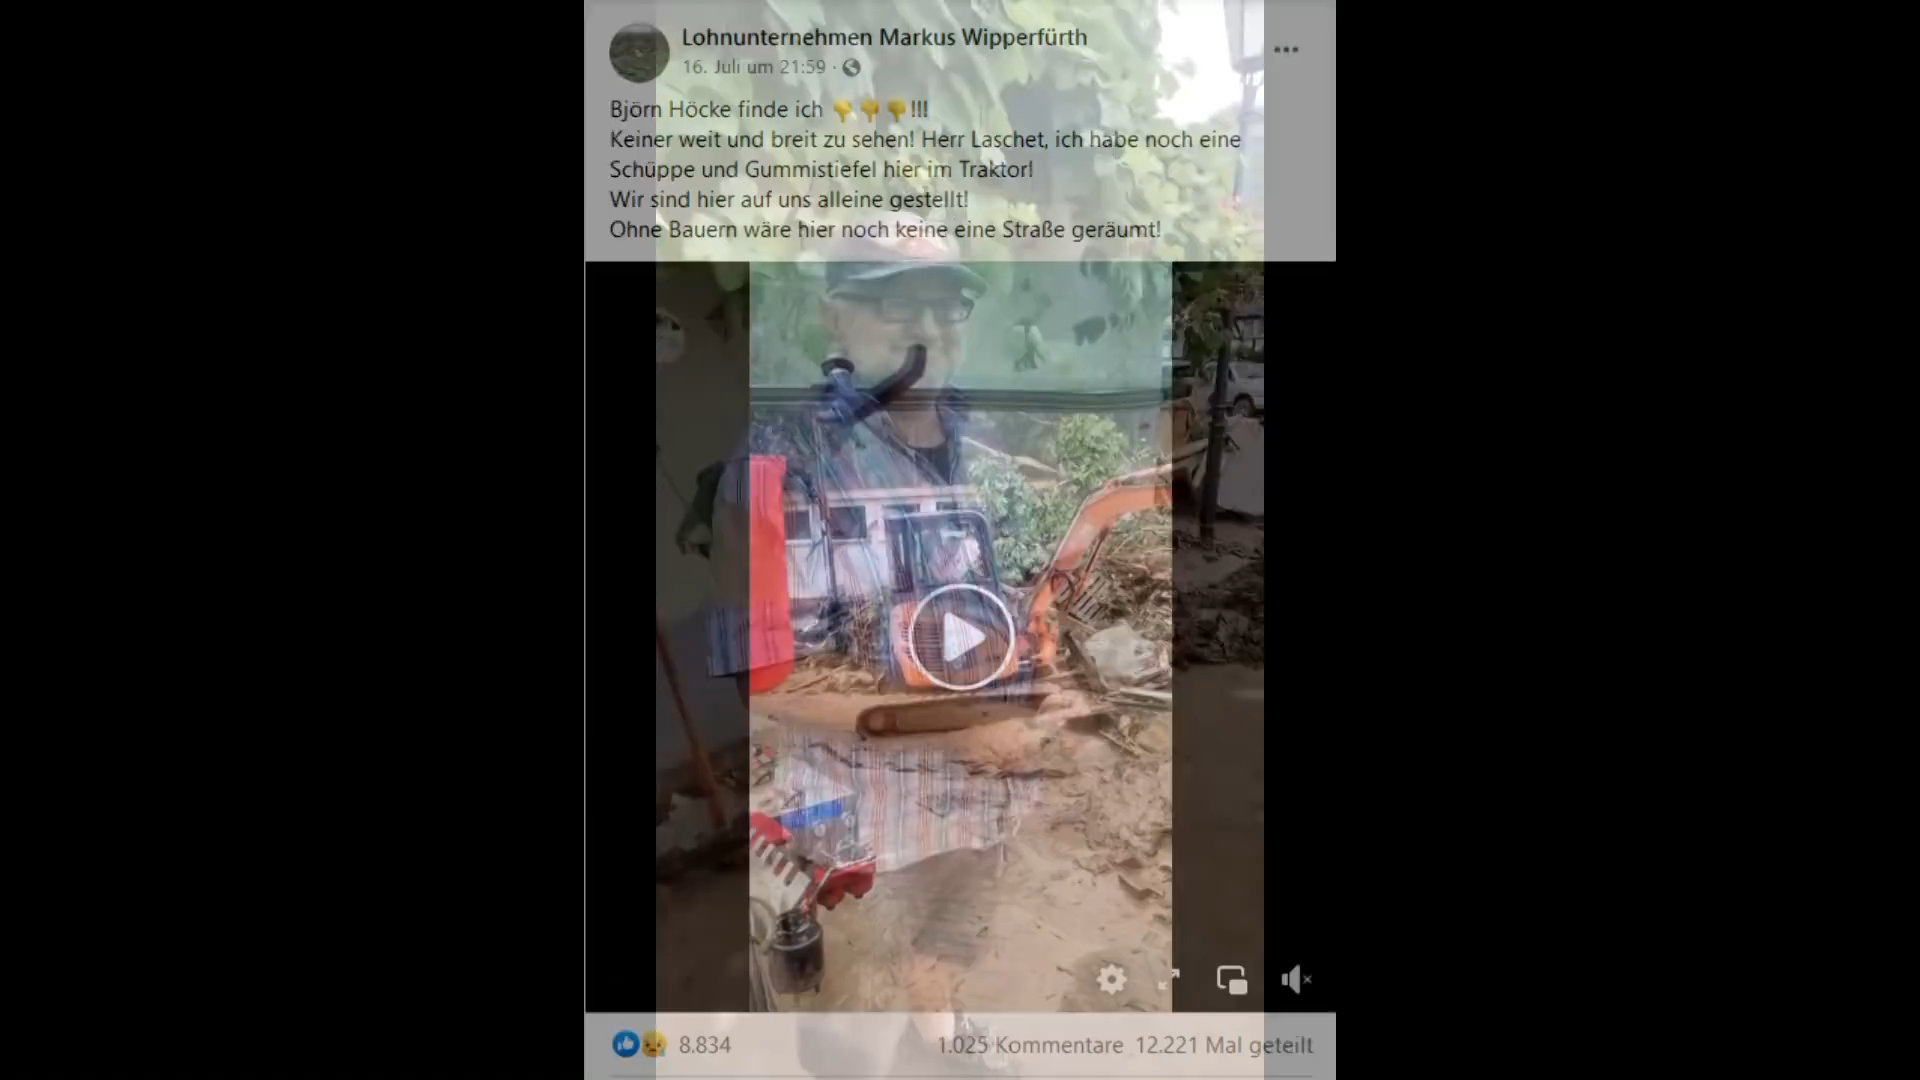 Lohnunternehmen Markus Wipperfürth
16. Juli um 21:59 ·
Björn Höcke finde ich 👎👎👎!!!
Keiner weit und breit zu sehen! Herr Laschet, ich habe noch eine
Schüppe und Gummistiefel hier im Traktor!
Wir sind hier auf uns alleine gestellt!
Ohne Bauern wäre hier noch keine eine Straße geräumt!
8.834 1.025 Kommentare 12.221 Mal geteilt